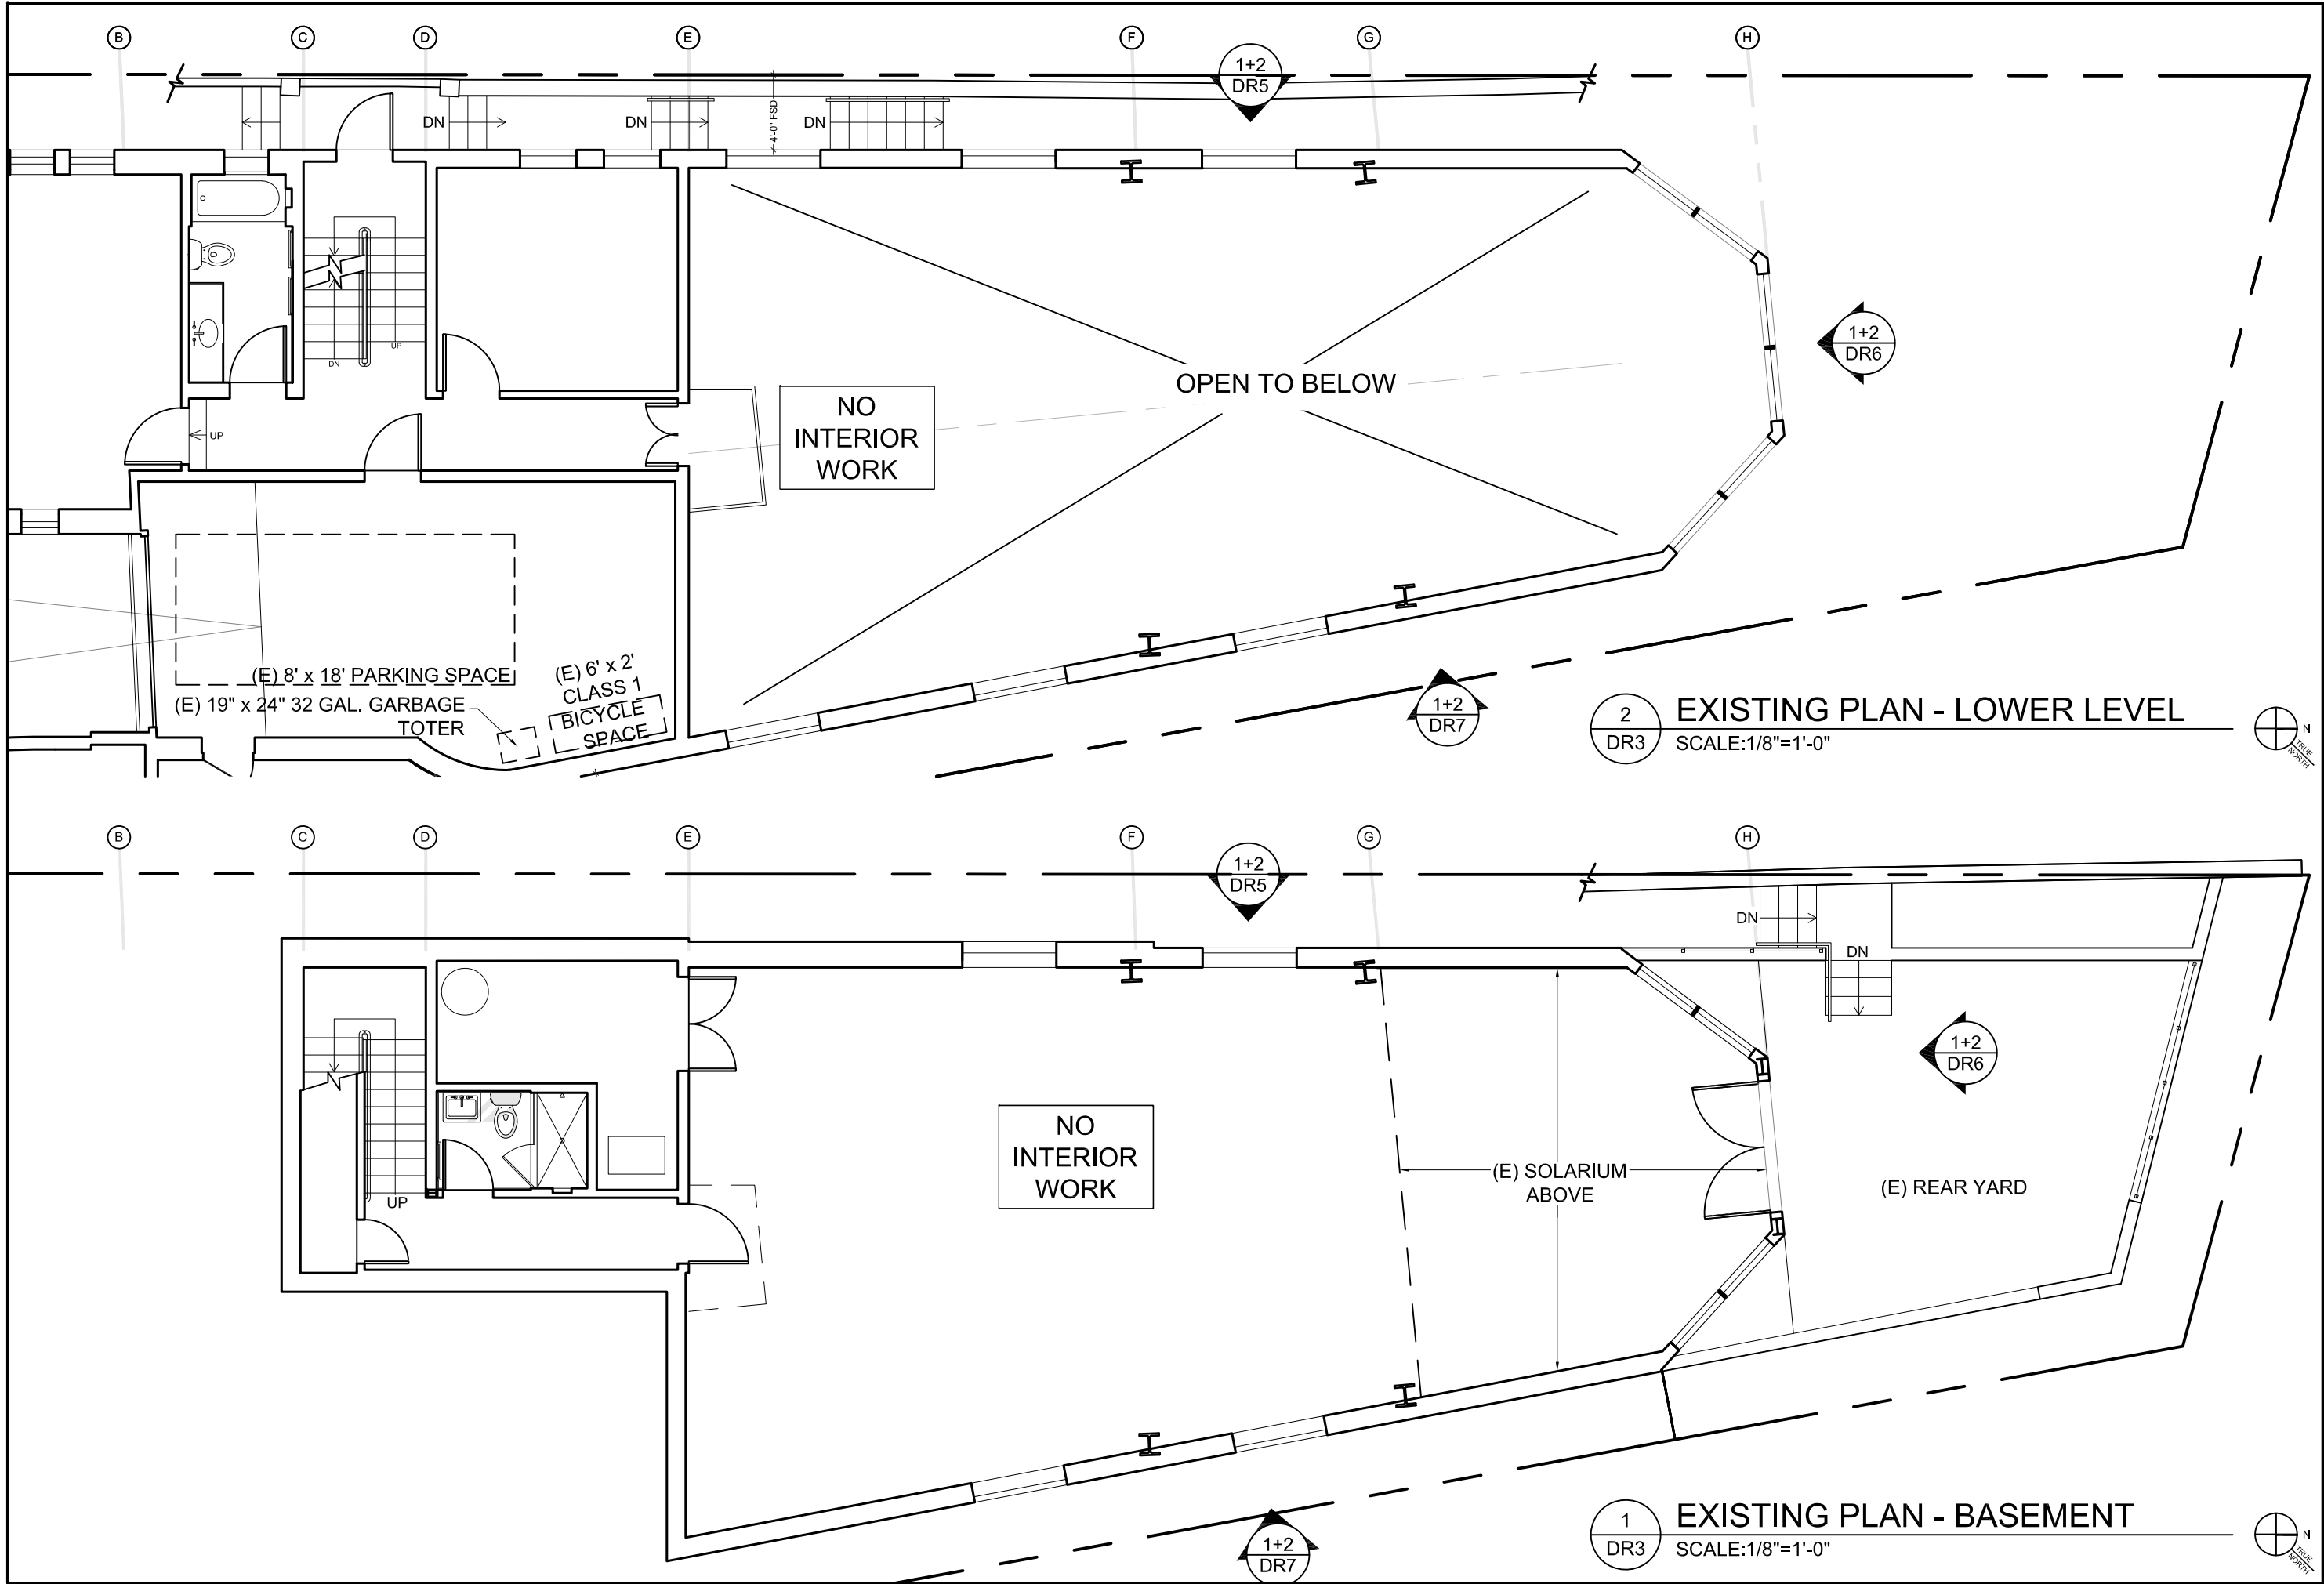 B C D E F G H
1+2
DR5
DN
DN
4'-0" FSD
DN
1+2
DR6
DN
UP
OPEN TO BELOW
NO
INTERIOR
WORK
UP
(E) 8' x 18' PARKING SPACE
(E) 19" x 24" 32 GAL. GARBAGE
TOTER
(E) 6' x 2'
CLASS 1
BICYCLE
SPACE
1+2
DR7
2
DR3
EXISTING PLAN - LOWER LEVEL
SCALE:1/8"=1'-0"
N
TRUE
NORTH
B C D E F G H
1+2
DR5
DN
DN
1+2
DR6
NO
INTERIOR
WORK
(E) SOLARIUM
ABOVE
(E) REAR YARD
UP
1+2
DR7
1
DR3
EXISTING PLAN - BASEMENT
SCALE:1/8"=1'-0"
N
TRUE
NORTH